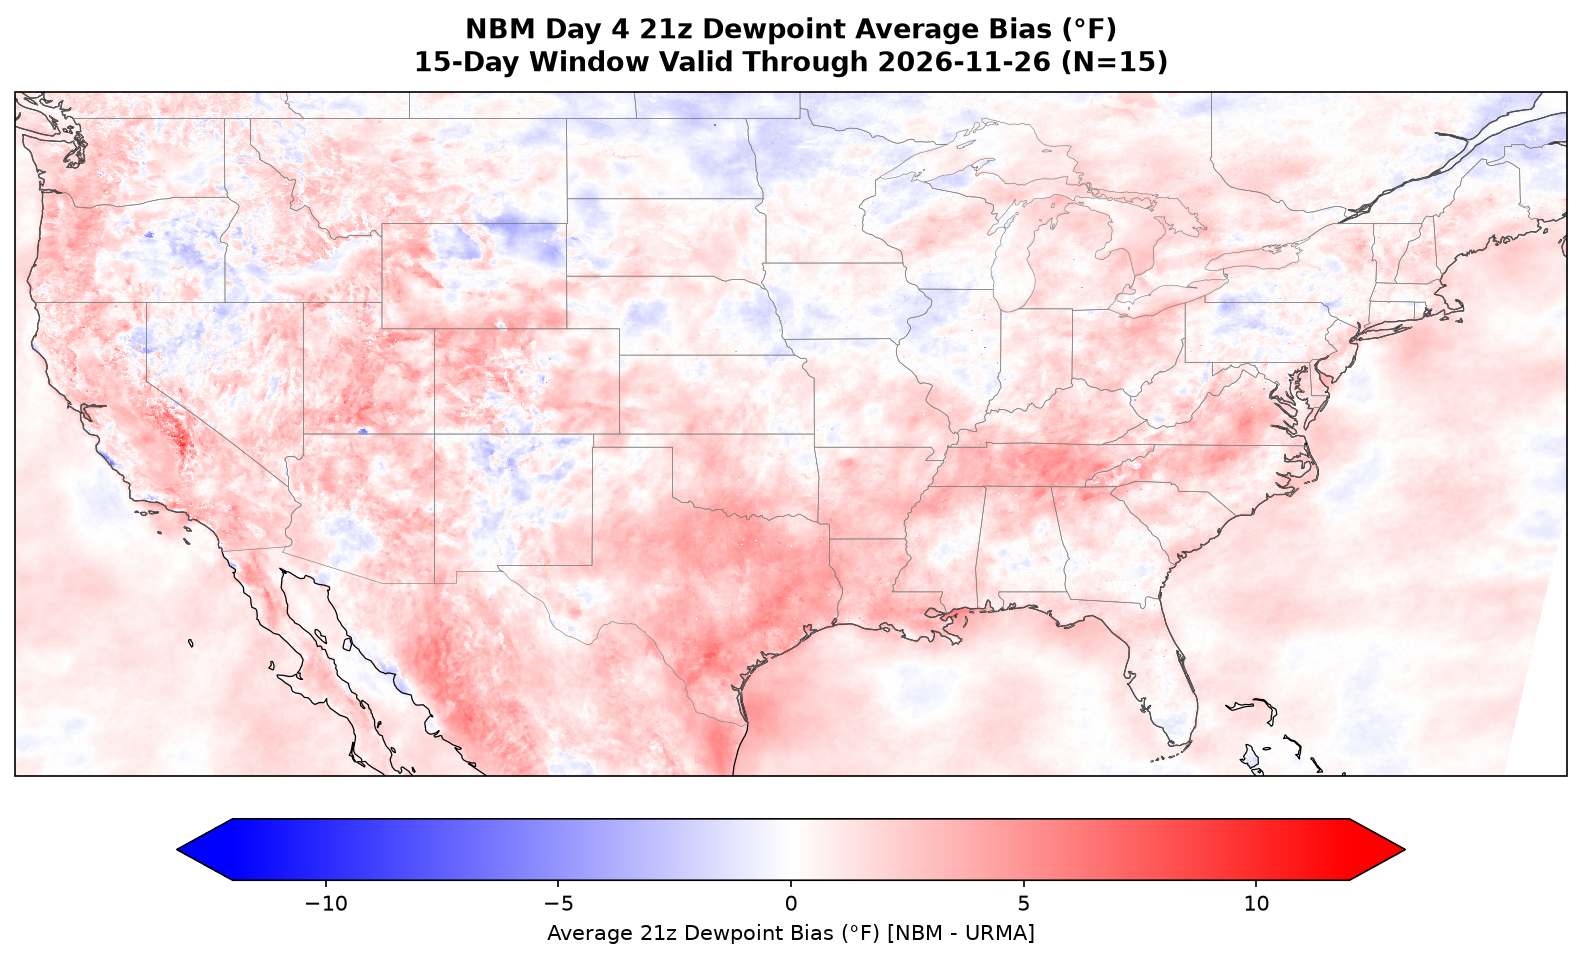 NBM Day 4 21z Dewpoint Average Bias (°F)
15-Day Window Valid Through 2026-11-26 (N=15)
−10 −5 0 5 10
Average 21z Dewpoint Bias (°F) [NBM - URMA]